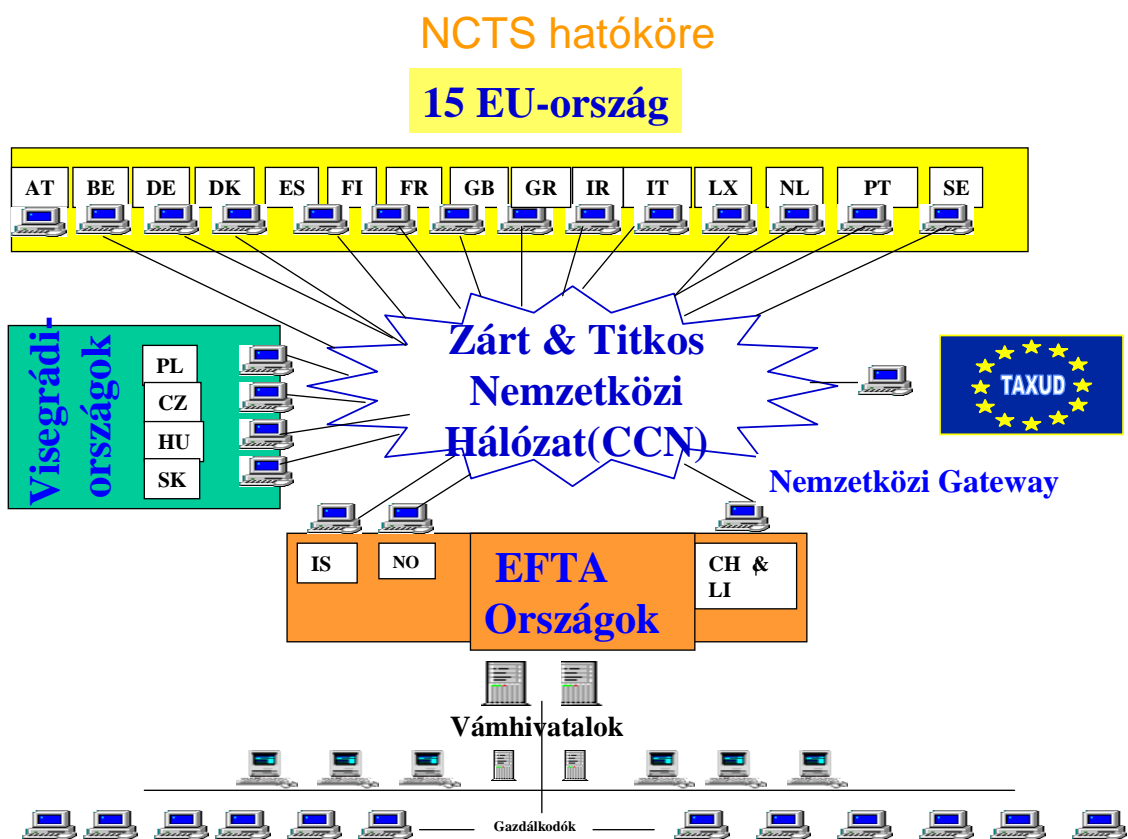 NCTS hatóköre
15 EU-ország
AT BE DE DK ES FI FR GB GR IR IT LX NL PT SE
Visegrádi-
országok
PL
CZ
HU
SK
Zárt & Titkos
Nemzetközi
Hálózat(CCN)
TAXUD
Nemzetközi Gateway
IS
NO
EFTA
Országok
CH &
LI
Vámhivatalok
Gazdálkodók